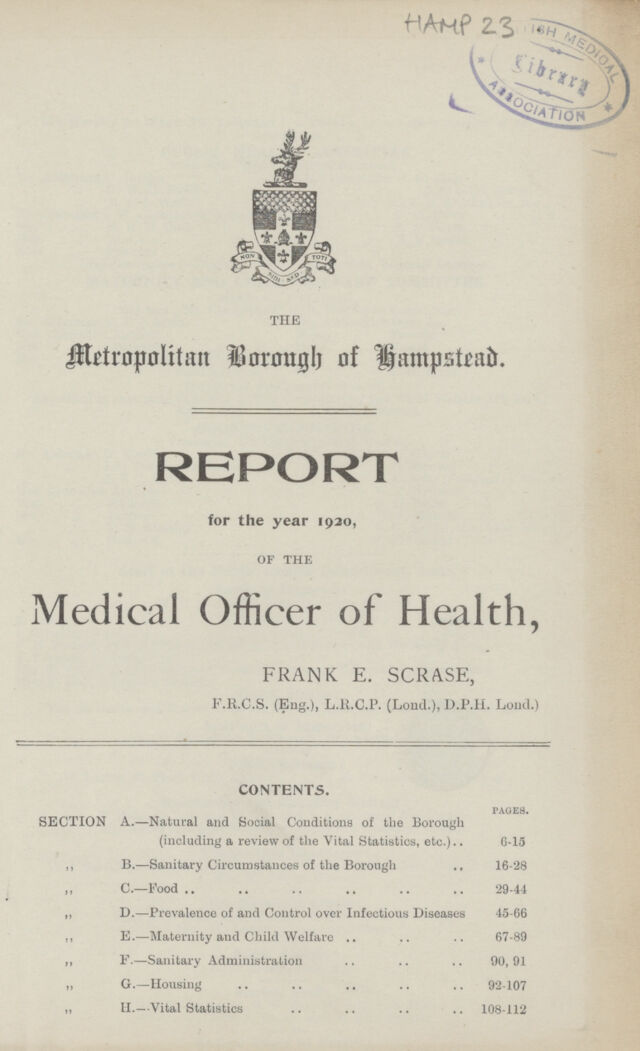 HAMP 23
ISH MEDICAL
Library
ASSOCIATION
NON SIBI SED TOTI
THE
Metropolitan Borough of Hampstead.
REPORT
for the year 1920,
OF THE
Medical Officer of Health,
FRANK E. SCRASE,
F.R.C.S. (Eng.), L.R.C.P. (Lond.), D.P.H. Lond.)
CONTENTS.
PAGES.
SECTION A.—Natural and Social Conditions of the Borough
(including a review of the Vital Statistics, etc.).. 6-15
,, B.—Sanitary Circumstances of the Borough .. 16-28
,, C.—Food .. .. .. .. .. .. 29-44
,, D.—Prevalence of and Control over Infectious Diseases 45-66
,, E.—Maternity and Child Welfare .. .. .. 67-89
,, F.—Sanitary Administration .. .. .. 90, 91
,, G.—Housing .. .. .. .. .. 92-107
,, H.—Vital Statistics .. .. .. .. 108-112